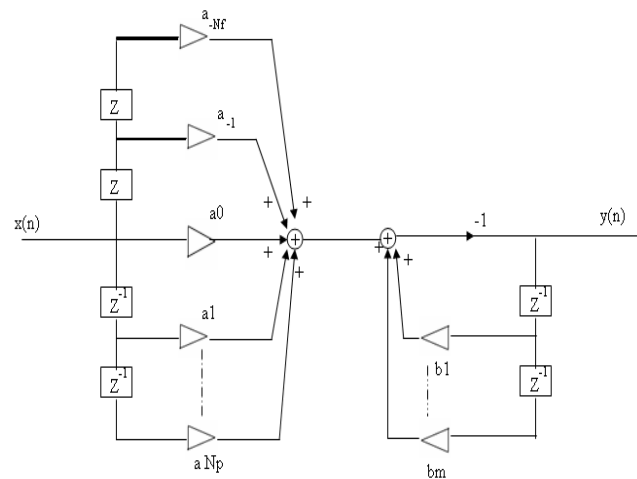 a-Nf
Z
a-1
Z
+ +
x(n) a0 + + + + -1 y(n)
+ + +
Z-1 Z-1
a1
b1
Z-1 Z-1
a Np bm